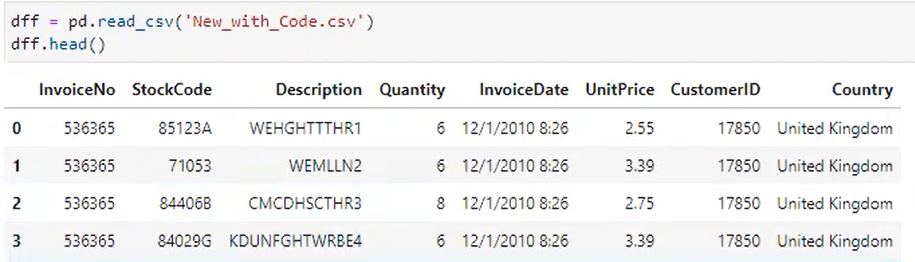 dff = pd.read_csv('New_with_Code.csv')
dff.head()
InvoiceNo StockCode Description Quantity InvoiceDate UnitPrice CustomerID Country
0 536365 85123A WEHGHTTTHR1 6 12/1/2010 8:26 2.55 17850 United Kingdom
1 536365 71053 WEMLLN2 6 12/1/2010 8:26 3.39 17850 United Kingdom
2 536365 84406B CMCDHSCTHR3 8 12/1/2010 8:26 2.75 17850 United Kingdom
3 536365 84029G KDUNFGHTWRBE4 6 12/1/2010 8:26 3.39 17850 United Kingdom